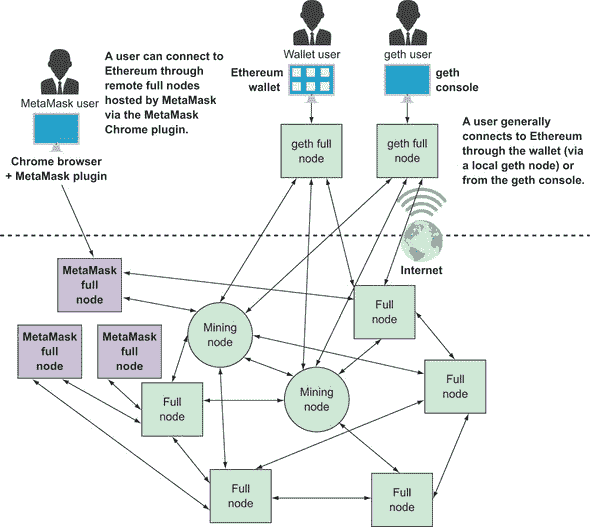 Wallet user
geth user
A user can connect to
Ethereum through
remote full nodes
hosted by MetaMask
via the MetaMask
Chrome plugin.
Ethereum
wallet
geth
console
MetaMask user
Chrome browser
+ MetaMask plugin
geth full
node
geth full
node
A user generally
connects to Ethereum
through the wallet (via
a local geth node) or
from the geth console.
Internet
MetaMask
full
node
Full
node
Mining
node
MetaMask
full
node
MetaMask
full
node
Full
node
Mining
node
Full
node
Full
node
Full
node